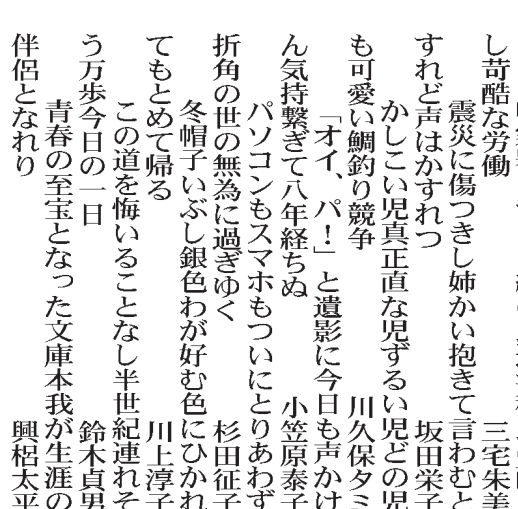 し苛酷な労働　三宅朱美
震災に傷つきし姉かい抱きて言わむと
すれど声はかすれつ　坂田栄子
かしこい児真正直な児ずるい児どの児
も可愛い鯛釣り競争　川久保タミ
「オイ、パ！」と遺影に今日も声かけ
ん気持繋ぎて八年経ちぬ　小笠原泰子
パソコンもスマホもついにとりあわず
折角の世の無為に過ぎゆく　杉田征子
冬帽子いぶし銀色わが好む色にひかれ
てもとめて帰る　川上淳子
この道を悔いることなし半世紀連れそ
う万歩今日の一日　鈴木貞男
青春の至宝となった文庫本我が生涯の
伴侶となれり　興梠太平